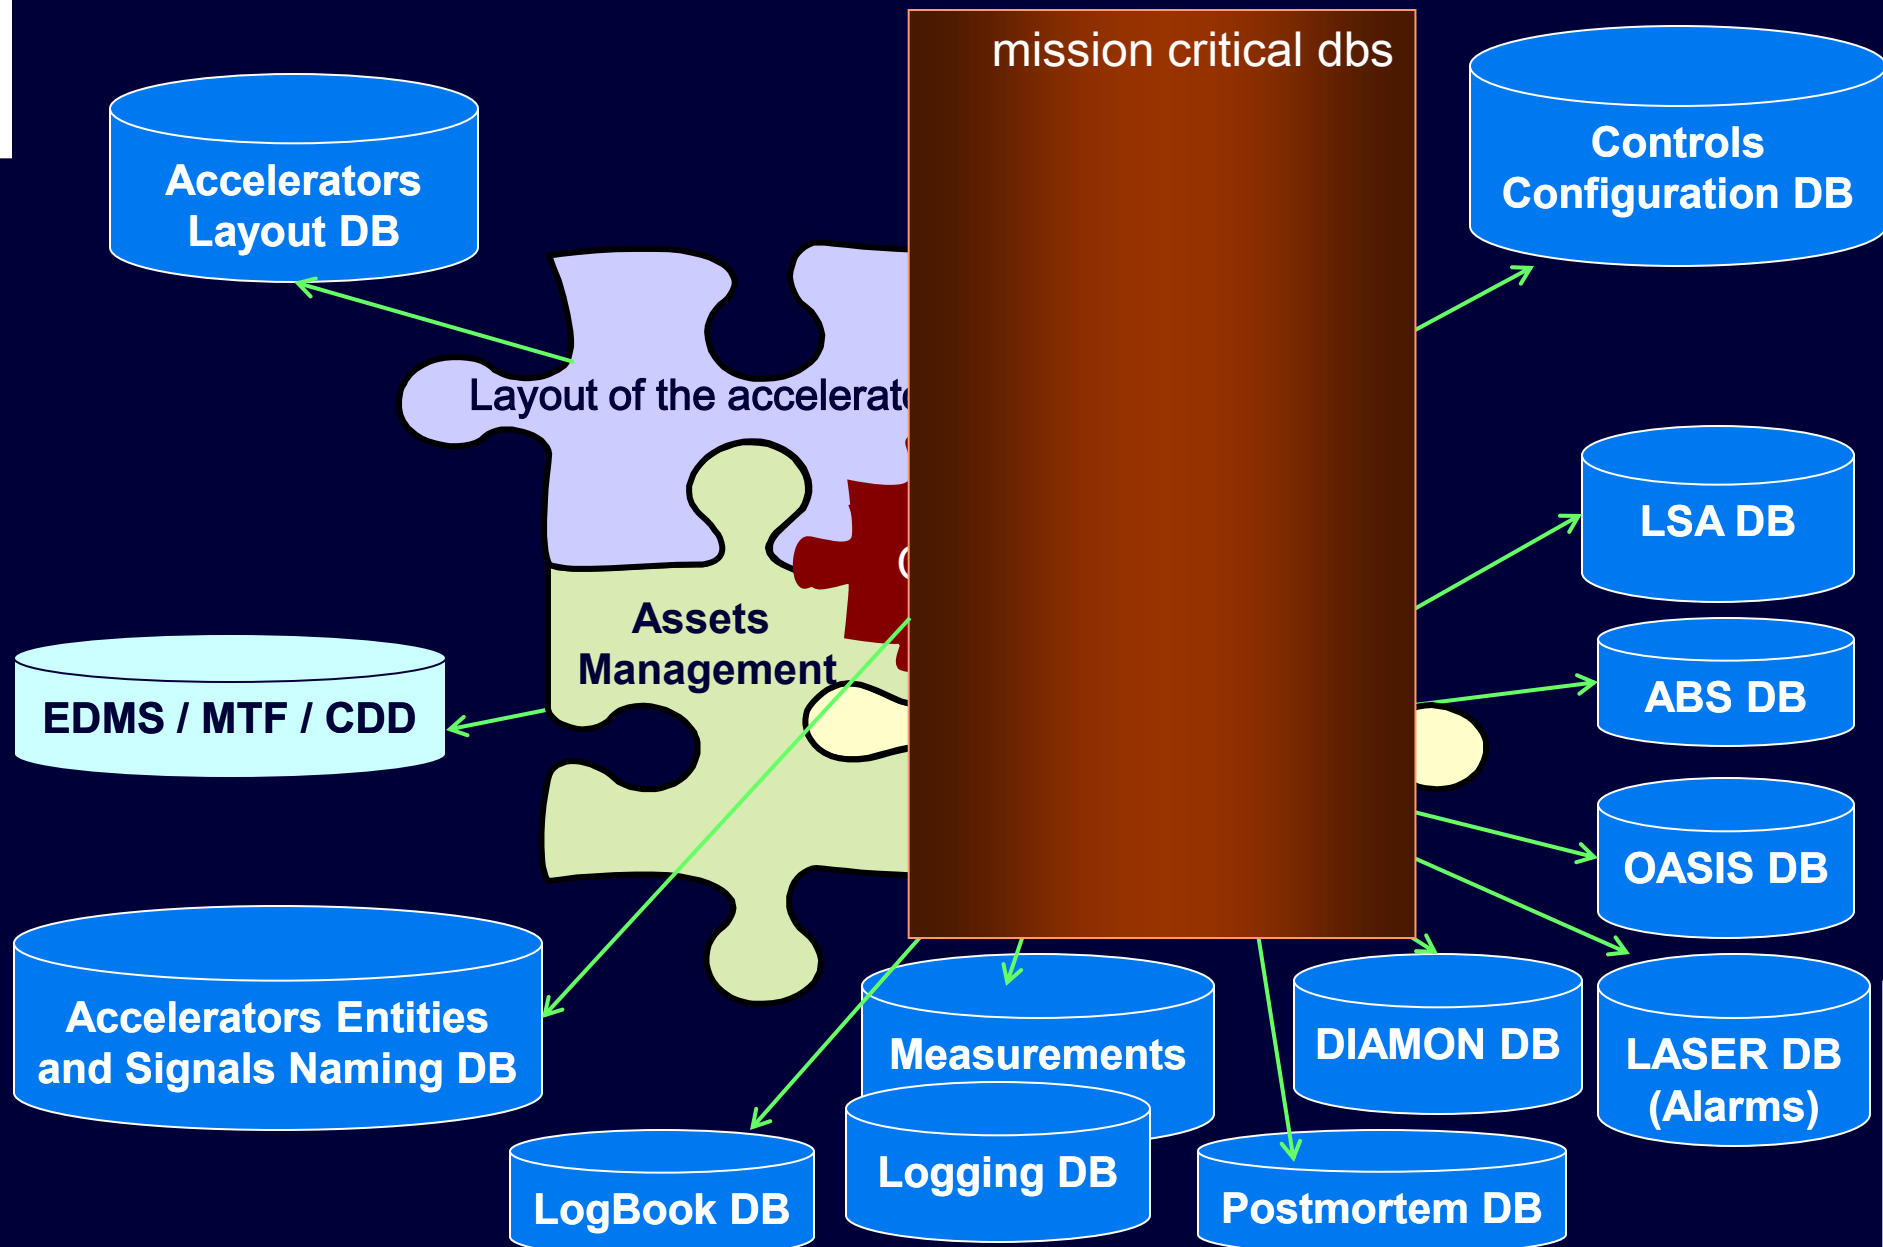 mission critical dbs
Controls
Configuration DB
Accelerators
Layout DB
Layout of the accelerat
LSA DB
Assets
Management
ABS DB
EDMS / MTF / CDD
OASIS DB
Accelerators Entities
and Signals Naming DB
Measurements
DIAMON DB
LASER DB
(Alarms)
Logging DB
LogBook DB
Postmortem DB